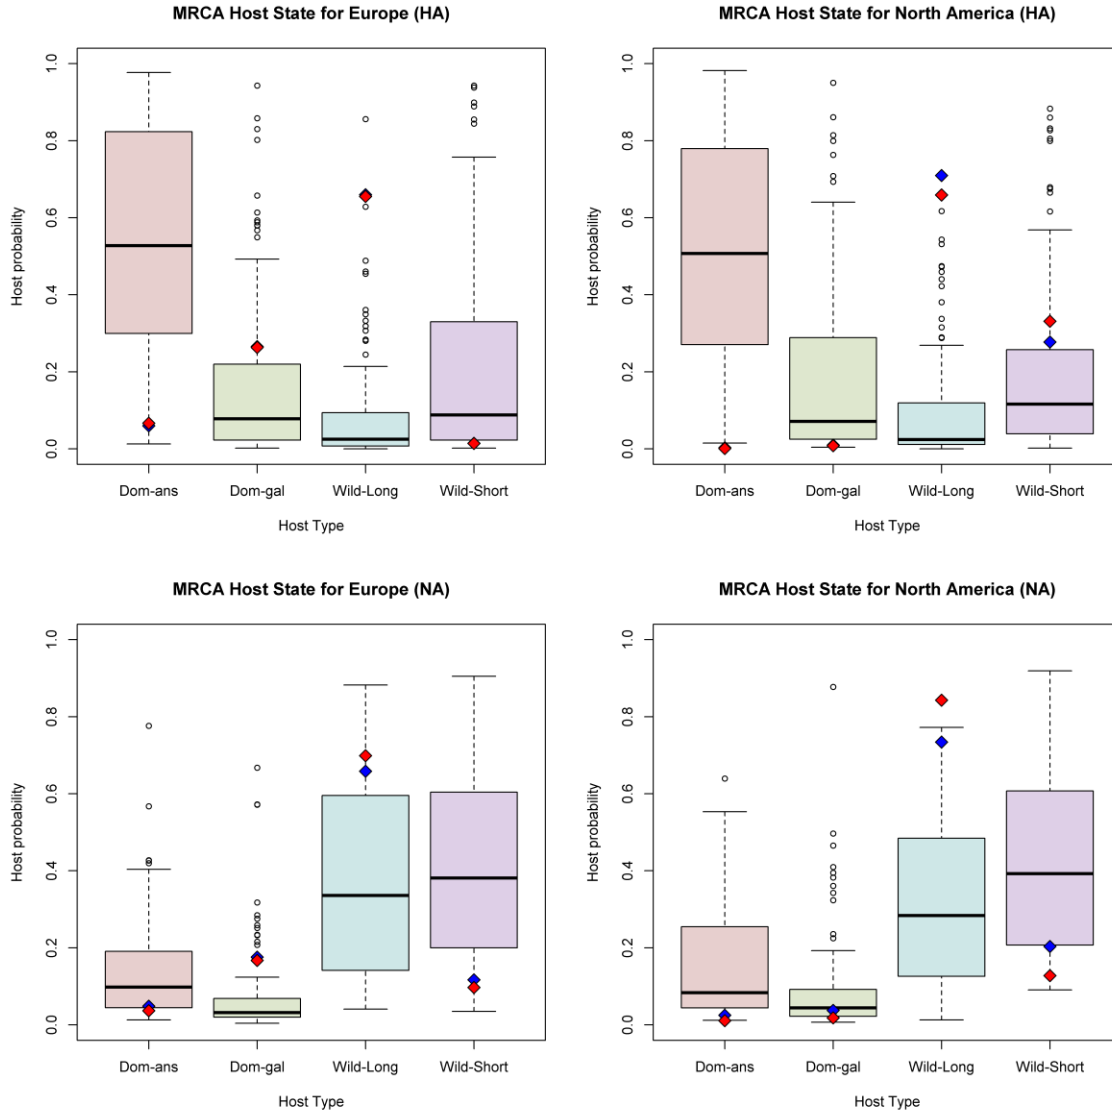 MRCA Host State for Europe (HA)
Host probability
1.0
0.8
0.6
0.4
0.2
0.0
Dom-ans Dom-gal Wild-Long Wild-Short
Host Type
MRCA Host State for North America (HA)
Host probability
1.0
0.8
0.6
0.4
0.2
0.0
Dom-ans Dom-gal Wild-Long Wild-Short
Host Type
MRCA Host State for Europe (NA)
Host probability
1.0
0.8
0.6
0.4
0.2
0.0
Dom-ans Dom-gal Wild-Long Wild-Short
Host Type
MRCA Host State for North America (NA)
Host probability
1.0
0.8
0.6
0.4
0.2
0.0
Dom-ans Dom-gal Wild-Long Wild-Short
Host Type